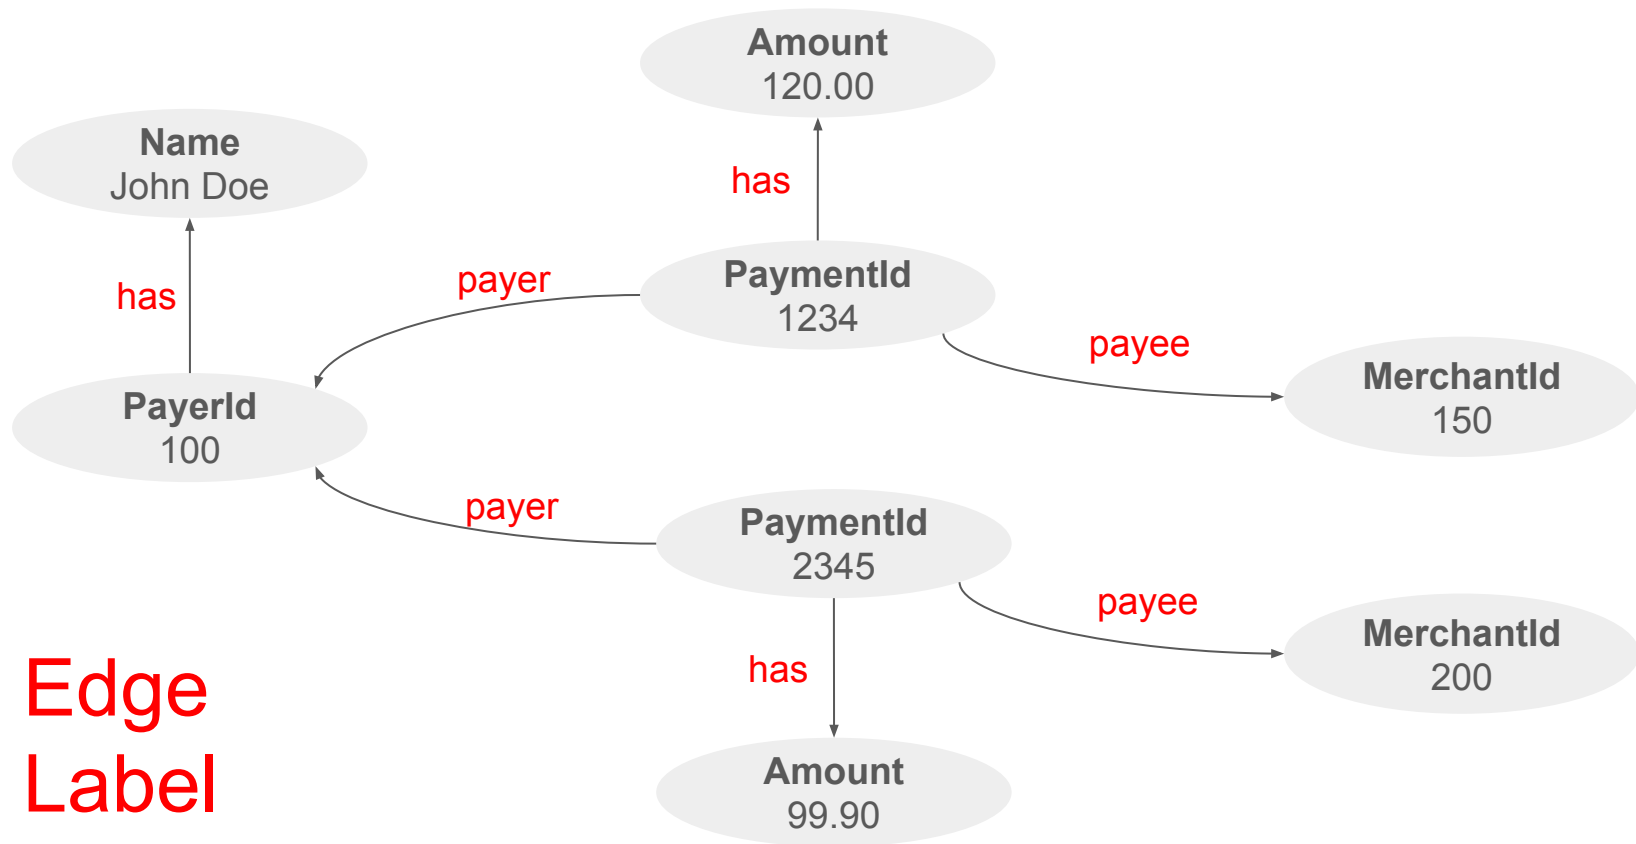 Amount
120.00
Name
John Doe
has
payer
PaymentId
1234
has
payee
MerchantId
150
PayerId
100
payer
PaymentId
2345
payee
MerchantId
200
has
Edge
Label
Amount
99.90